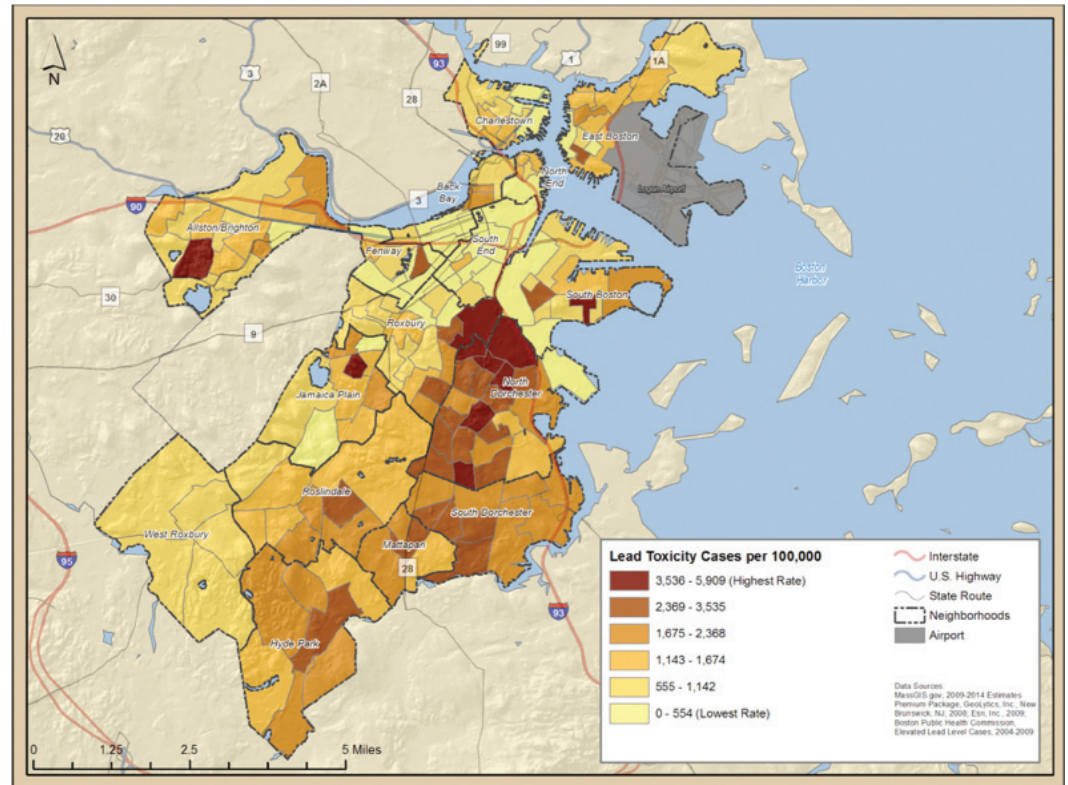 N
99
93
1
1A
3
2A
28
20
Charlestown
East Boston
Back
Bay
North
End
Logan Airport
3
90
Allston/Brighton
Fenway
South
End
Boston
Harbor
30
South Boston
9
Roxbury
North
Dorchester
Jamaica Plain
Roslindale
South Dorchester
West Roxbury
Mattapan
95
28
93
Hyde Park
Lead Toxicity Cases per 100,000
3,536 - 5,909 (Highest Rate)
2,369 - 3,535
1,675 - 2,368
1,143 - 1,674
555 - 1,142
0 - 554 (Lowest Rate)
Interstate
U.S. Highway
State Route
Neighborhoods
Airport
Data Sources:
MassGIS.gov, 2009-2014 Estimates
Premium Package, GeoLytics, Inc., New
Brunswick, NJ, 2008; Esri, Inc., 2009;
Boston Public Health Commission,
Elevated Lead Level Cases, 2004-2009
0 1.25 2.5 5 Miles